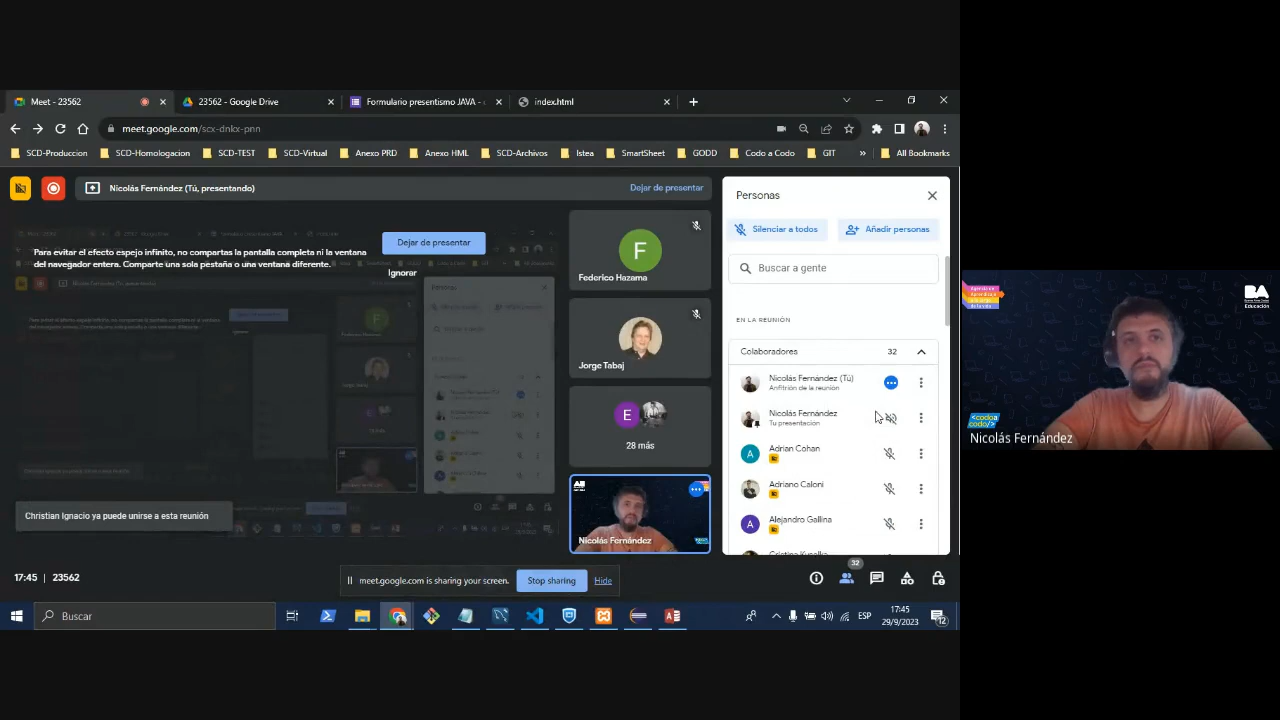 Meet - 23562
23562 - Google Drive
Formulario presentismo JAVA -
index.html
meet.google.com/scx-dnkx-pnn
SCD-Produccion
SCD-Homologacion
SCD-TEST
SCD-Virtual
Anexo PRD
Anexo HML
SCD-Archivos
Istea
SmartSheet
GODD
Codo a Codo
GIT
»
All Bookmarks
Nicolás Fernández (Tú, presentando)
Dejar de presentar
Para evitar el efecto espejo infinito, no compartas la pantalla completa ni la ventana
del navegador entera. Comparte una sola pestaña o una ventana diferente.
Dejar de presentar
Ignorar
Christian Ignacio ya puede unirse a esta reunión
F
Federico Hazama
Jorge Tabaj
E
28 más
Nicolás Fernández
Personas
Silenciar a todos
Añadir personas
Buscar a gente
EN LA REUNIÓN
Colaboradores
32
Nicolás Fernández (Tú)
Anfitrión de la reunión
Nicolás Fernández
Tu presentación
A
Adrian Cohan
Adriano Caloni
A
Alejandro Gallina
17:45 | 23562
meet.google.com is sharing your screen.
Stop sharing
Hide
32
Buscar
ESP
17:45
29/9/2023
12
BA
Educación
<codo a
codo/>
Nicolás Fernández